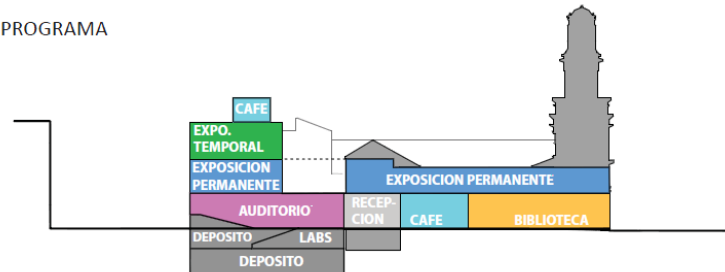 PROGRAMA
CAFE
EXPO.
TEMPORAL
EXPOSICION
PERMANENTE
EXPOSICION PERMANENTE
AUDITORIO
RECEP-
CION
CAFE
BIBLIOTECA
DEPOSITO
LABS
DEPOSITO